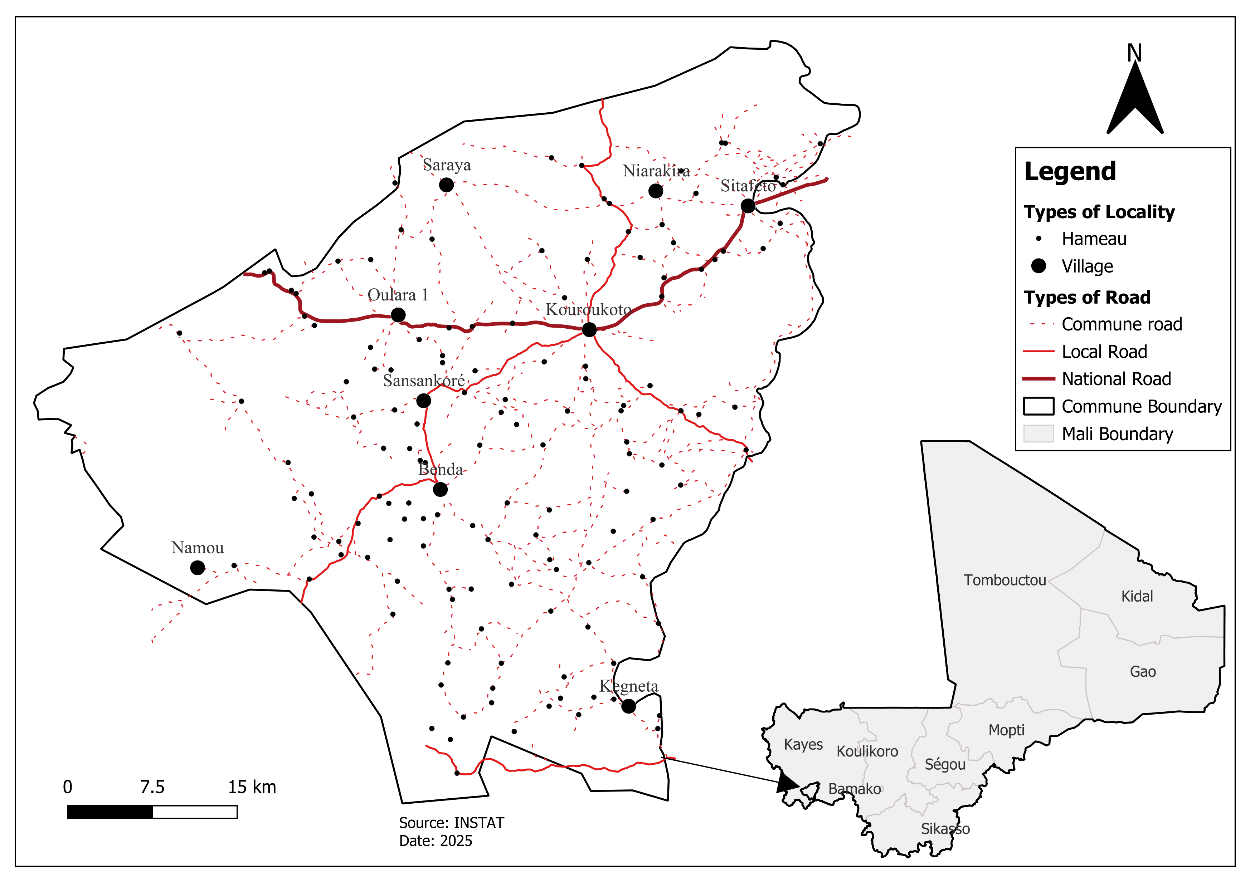 N
Saraya
Niarakira
Sitafeto
Oulara 1
Kouroukoto
Sansankoré
Benda
Namou
Kegneta
Legend
Types of Locality
Hameau
Village
Types of Road
Commune road
Local Road
National Road
Commune Boundary
Mali Boundary
Tombouctou
Kidal
Gao
Mopti
Kayes
Koulikoro
Ségou
Bamako
Sikasso
0 7.5 15 km
Source: INSTAT
Date: 2025